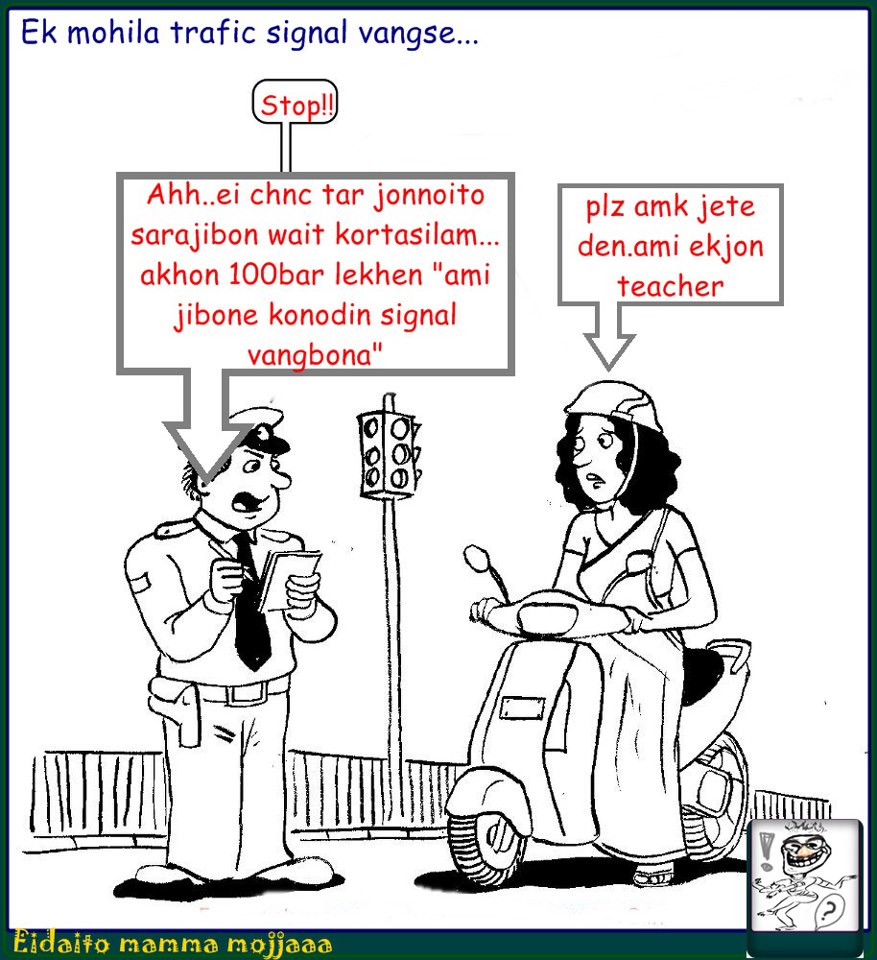 Ek mohila trafic signal vangse...
Stop!!
plz amk jete
den.ami ekjon
teacher
Ahh..ei chnc tar jonnoito
sarajibon wait kortasilam...
akhon 100bar lekhen "ami
jibone konodin signal
vangbona"
!
?
Eidaito mamma mojjaaa